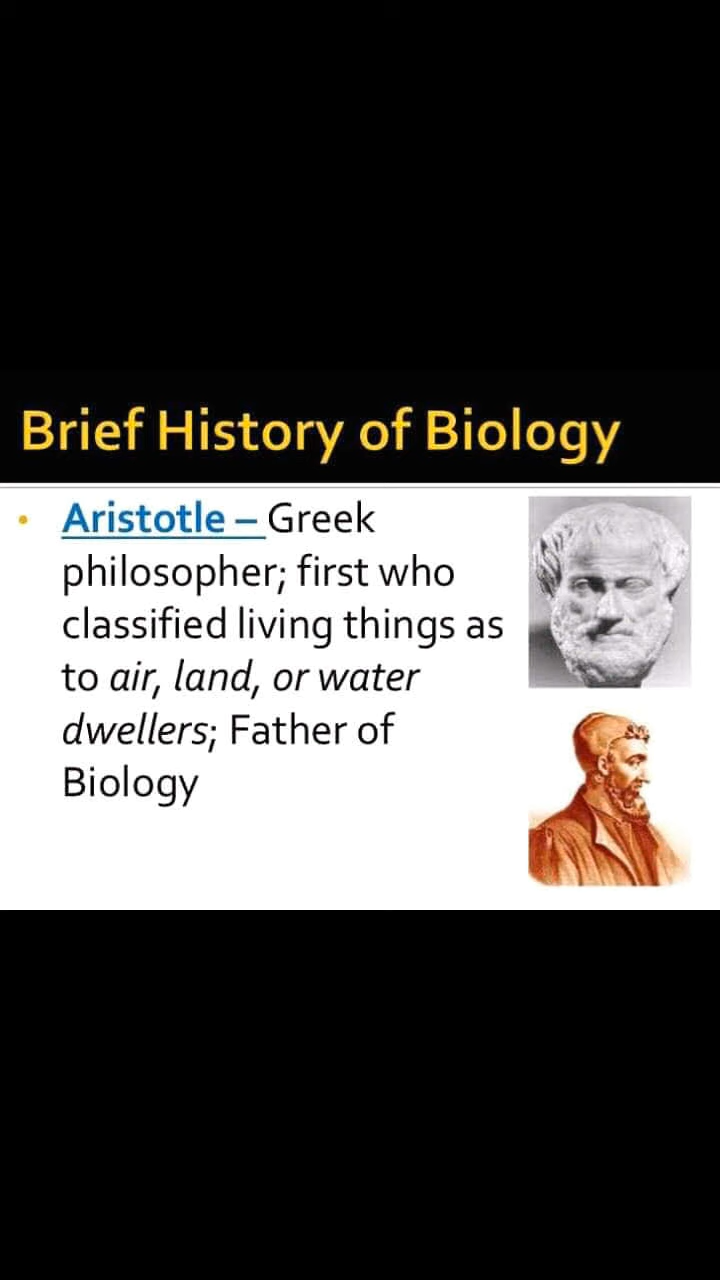 Brief History of Biology
• Aristotle – Greek
philosopher; first who
classified living things as
to air, land, or water
dwellers; Father of
Biology